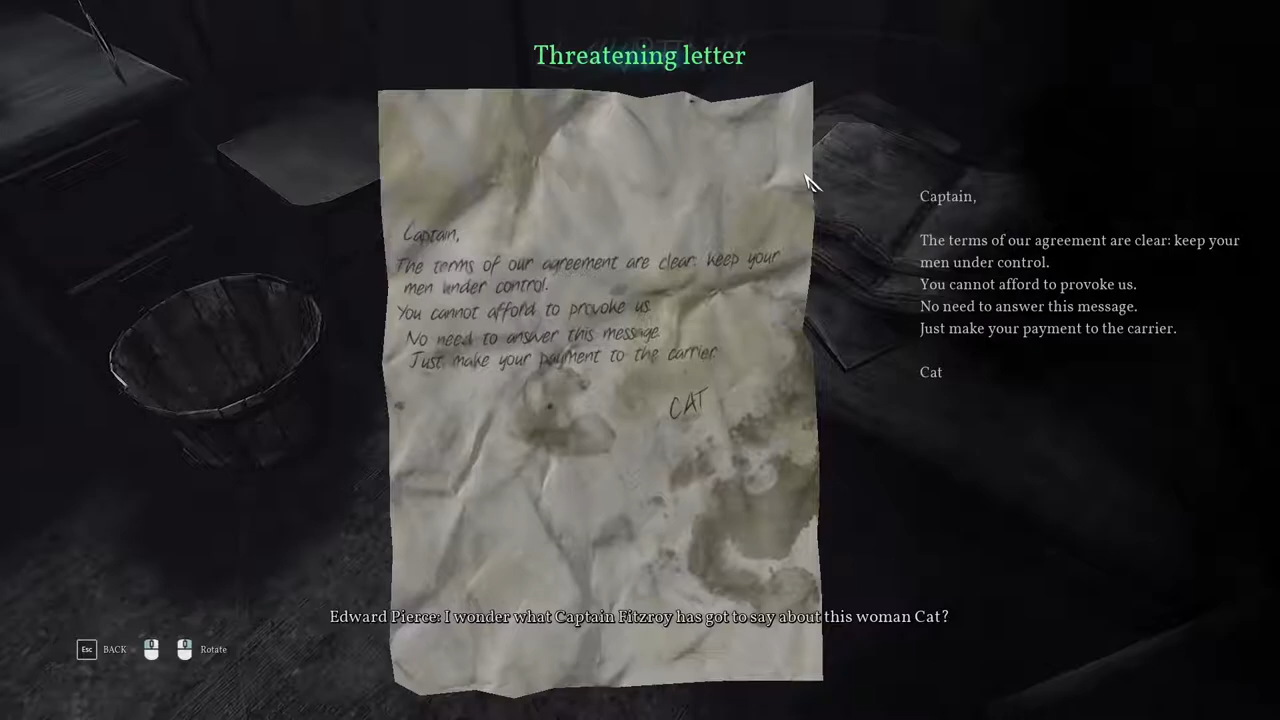 Threatening letter
Captain,
The terms of our agreement are clear: keep your
men under control.
You cannot afford to provoke us.
No need to answer this message.
Just make your payment to the carrier.
CAT
Captain,
The terms of our agreement are clear: keep your
men under control.
You cannot afford to provoke us.
No need to answer this message.
Just make your payment to the carrier.
Cat
Edward Pierce: I wonder what Captain Fitzroy has got to say about this woman Cat?
Esc BACK Rotate